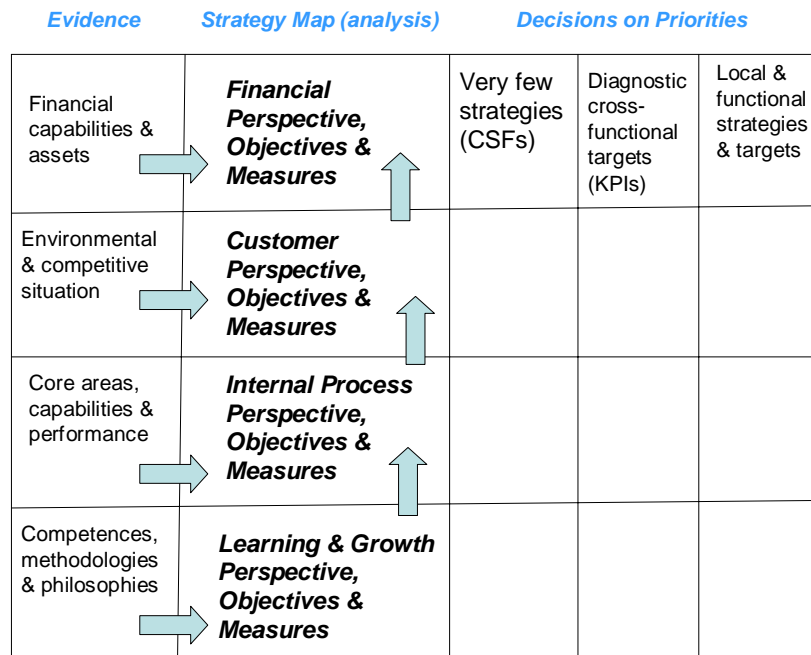 Evidence
Strategy Map (analysis)
Decisions on Priorities
Financial
capabilities &
assets
Financial
Perspective,
Objectives &
Measures
Very few
strategies
(CSFs)
Diagnostic
cross-
functional
targets
(KPIs)
Local &
functional
strategies
& targets
Environmental
& competitive
situation
Customer
Perspective,
Objectives &
Measures
Core areas,
capabilities &
performance
Internal Process
Perspective,
Objectives &
Measures
Competences,
methodologies
& philosophies
Learning & Growth
Perspective,
Objectives &
Measures